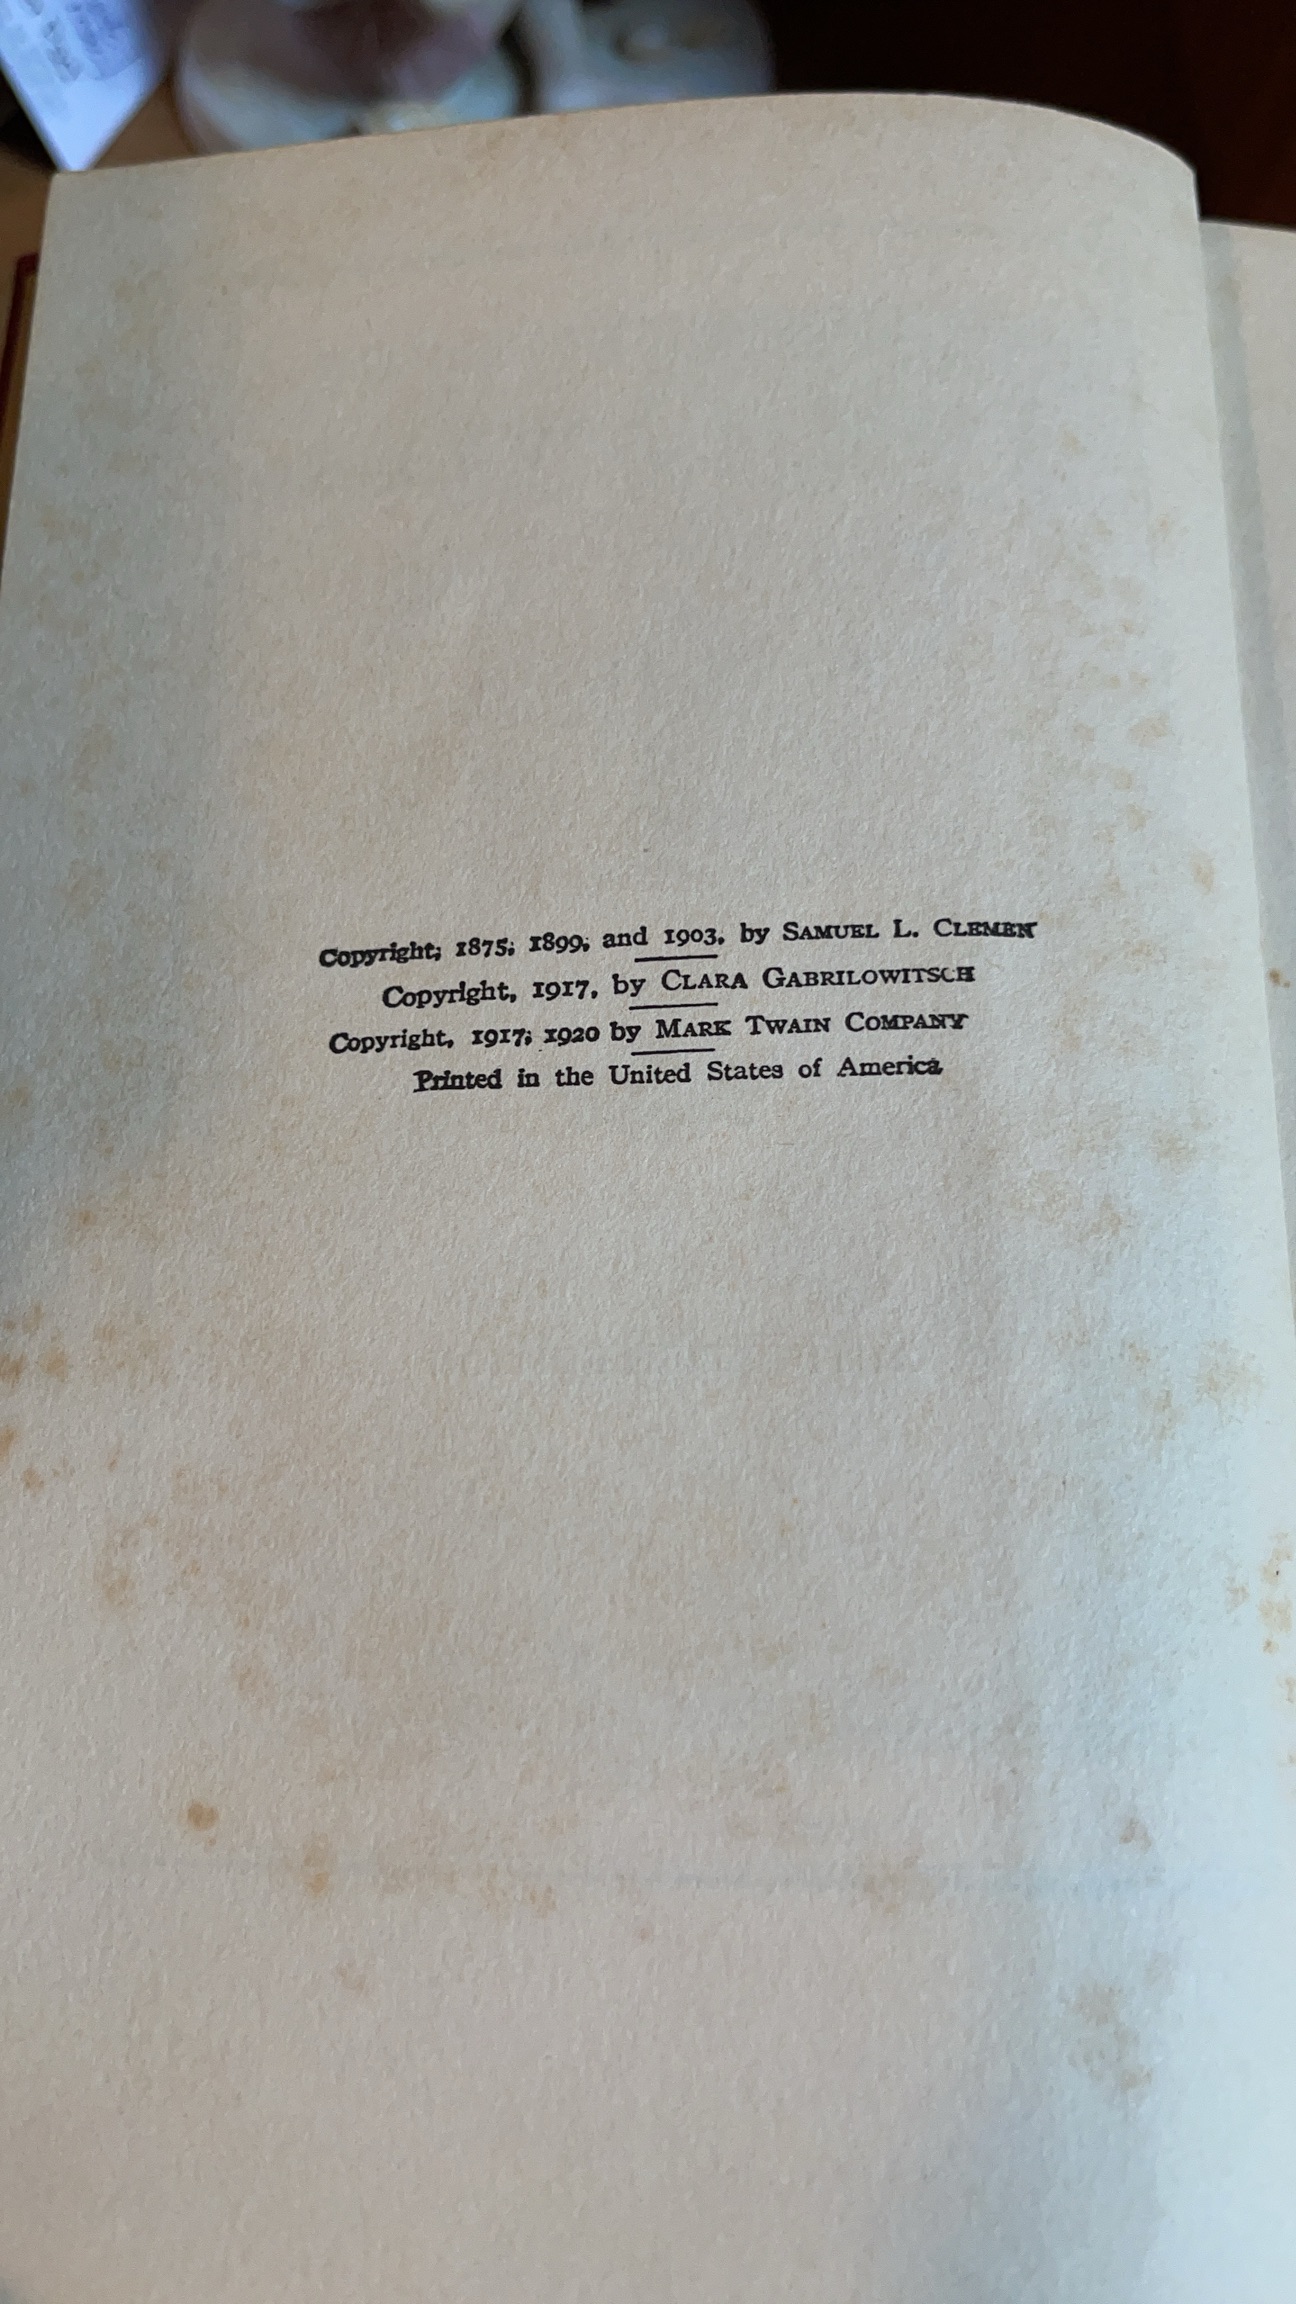 Copyright; 1875; 1899; and 1903, by SAMUEL L. CLEMEN
Copyright, 1917, by CLARA GABRILOWITSCH
Copyright, 1917; 1920 by MARK TWAIN COMPANY
Printed in the United States of America